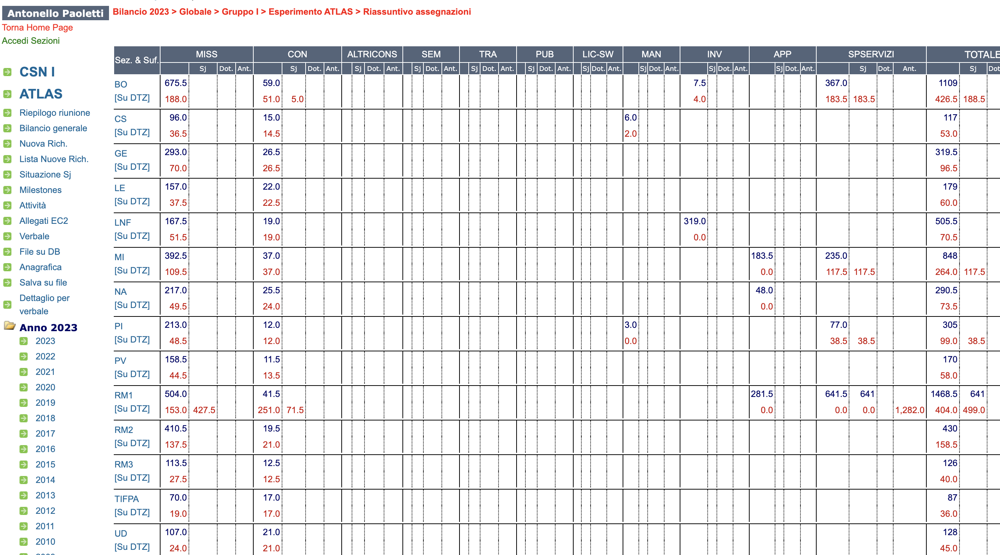 Antonello Paoletti
Bilancio 2023 > Globale > Gruppo I > Esperimento ATLAS > Riassuntivo assegnazioni
Torna Home Page
Accedi Sezioni
CSN I
ATLAS
Riepilogo riunione
Bilancio generale
Nuova Rich.
Lista Nuove Rich.
Situazione Sj
Milestones
Attività
Allegati EC2
Verbale
File su DB
Anagrafica
Salva su file
Dettaglio per
verbale
Anno 2023
2023
2022
2021
2020
2019
2018
2017
2016
2015
2014
2013
2012
2011
2010
Sez. & Suf. MISS CON ALTRICONS SEM TRA PUB LIC-SW MAN INV APP SPSERVIZI TOTALE
Sj Dot. Ant. Sj Dot. Ant. Sj Dot. Ant. Sj Dot. Ant. Sj Dot. Ant. Sj Dot. Ant. Sj Dot. Ant. Sj Dot. Ant. Sj Dot. Ant. Sj Dot. Ant. Sj Dot. Ant. Sj Dot
BO 675.5 59.0 7.5 367.0 1109
[Su DTZ] 188.0 51.0 5.0 4.0 183.5 183.5 426.5 188.5
CS 96.0 15.0 6.0 117
[Su DTZ] 36.5 14.5 2.0 53.0
GE 293.0 26.5 319.5
[Su DTZ] 70.0 26.5 96.5
LE 157.0 22.0 179
[Su DTZ] 37.5 22.5 60.0
LNF 167.5 19.0 319.0 505.5
[Su DTZ] 51.5 19.0 0.0 70.5
MI 392.5 37.0 183.5 235.0 848
[Su DTZ] 109.5 37.0 0.0 117.5 117.5 264.0 117.5
NA 217.0 25.5 48.0 290.5
[Su DTZ] 49.5 24.0 0.0 73.5
PI 213.0 12.0 3.0 77.0 305
[Su DTZ] 48.5 12.0 0.0 38.5 38.5 99.0 38.5
PV 158.5 11.5 170
[Su DTZ] 44.5 13.5 58.0
RM1 504.0 41.5 281.5 641.5 641 1468.5 641
[Su DTZ] 153.0 427.5 251.0 71.5 0.0 0.0 0.0 1,282.0 404.0 499.0
RM2 410.5 19.5 430
[Su DTZ] 137.5 21.0 158.5
RM3 113.5 12.5 126
[Su DTZ] 27.5 12.5 40.0
TIFPA 70.0 17.0 87
[Su DTZ] 19.0 17.0 36.0
UD 107.0 21.0 128
[Su DTZ] 24.0 21.0 45.0